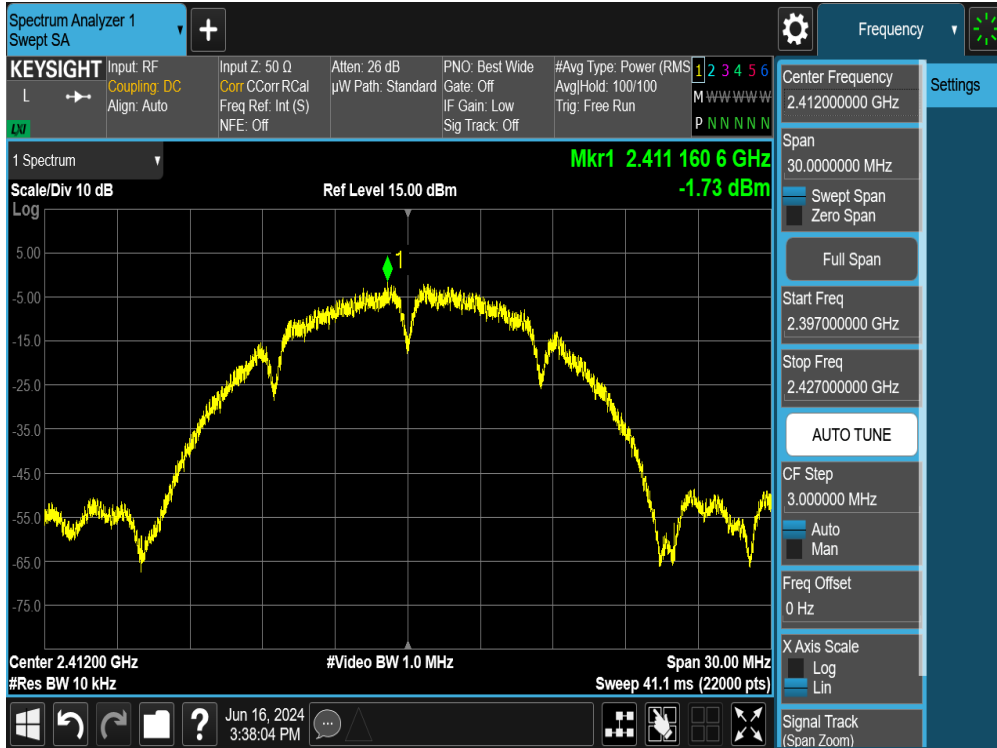 Spectrum Analyzer 1
Swept SA
+
Frequency
KEYSIGHT
L
LXI
Input: RF
Coupling: DC
Align: Auto
Input Z: 50 Ω
Corr CCorr RCal
Freq Ref: Int (S)
NFE: Off
Atten: 26 dB
µW Path: Standard
PNO: Best Wide
Gate: Off
IF Gain: Low
Sig Track: Off
#Avg Type: Power (RMS
Avg|Hold: 100/100
Trig: Free Run
1 2 3 4 5 6
M W W W W W
P N N N N N
1 Spectrum
Scale/Div 10 dB
Log
Ref Level 15.00 dBm
Mkr1 2.411 160 6 GHz
-1.73 dBm
1
5.00
-5.00
-15.0
-25.0
-35.0
-45.0
-55.0
-65.0
-75.0
Center 2.41200 GHz
#Res BW 10 kHz
#Video BW 1.0 MHz
Span 30.00 MHz
Sweep 41.1 ms (22000 pts)
Center Frequency
2.412000000 GHz
Span
30.0000000 MHz
Swept Span
Zero Span
Full Span
Start Freq
2.397000000 GHz
Stop Freq
2.427000000 GHz
AUTO TUNE
CF Step
3.000000 MHz
Auto
Man
Freq Offset
0 Hz
X Axis Scale
Log
Lin
Signal Track
(Span Zoom)
Settings
?
Jun 16, 2024
3:38:04 PM